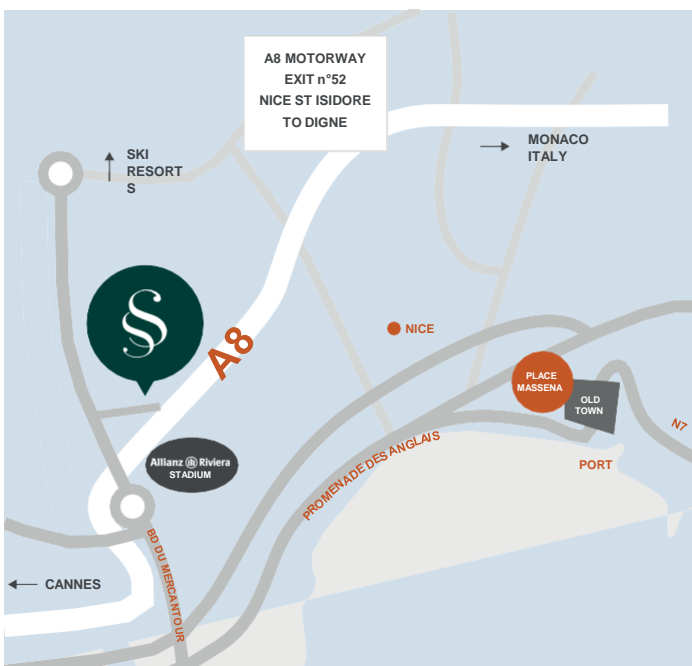 A8 MOTORWAY
EXIT n°52
NICE ST ISIDORE
TO DIGNE
MONACO
ITALY
SKI
RESORT
S
A8
NICE
PLACE
MASSENA
OLD
TOWN
N7
Allianz Riviera
STADIUM
PROMENADE DES ANGLAIS
PORT
BD DU MERCANTOUR
CANNES